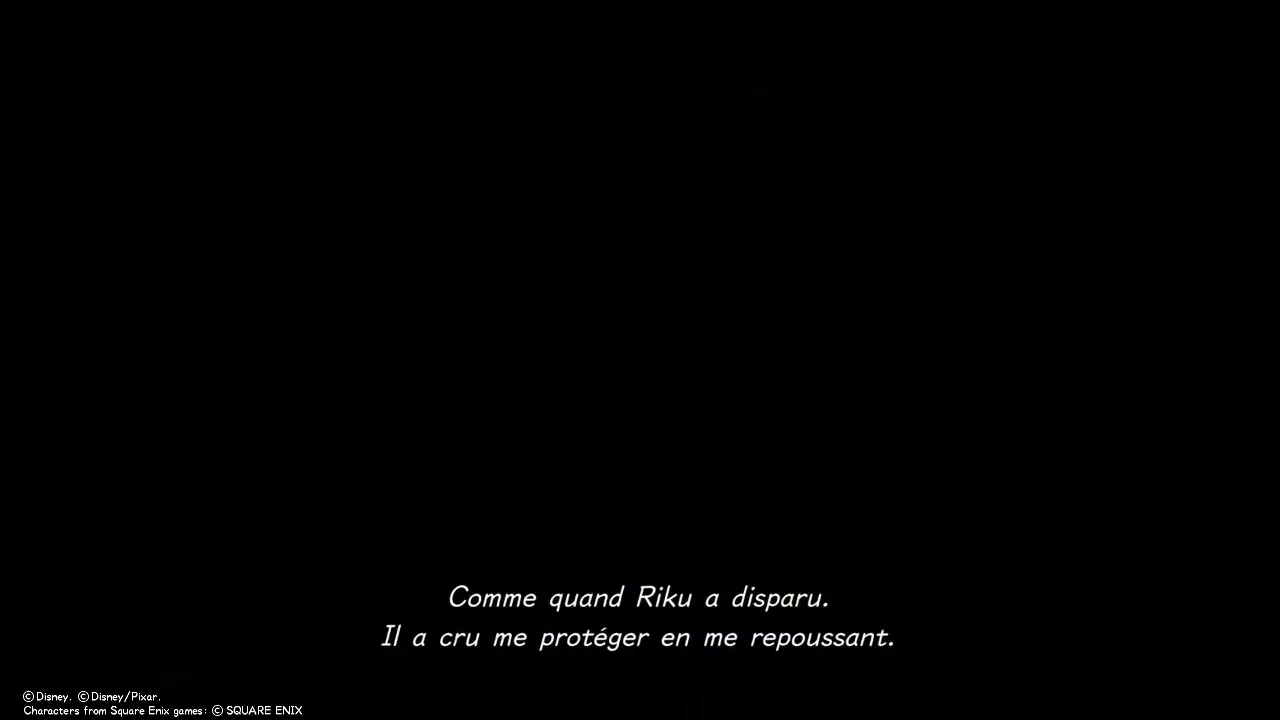 Comme quand Riku a disparu.
Il a cru me protéger en me repoussant.
©Disney. ©Disney/Pixar.
Characters from Square Enix games: © SQUARE ENIX